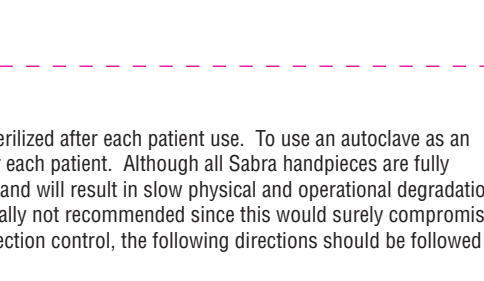 erilized after each patient use. To use an autoclave as an
each patient. Although all Sabra handpieces are fully
and will result in slow physical and operational degradatio
ally not recommended since this would surely compromis
ection control, the following directions should be followed